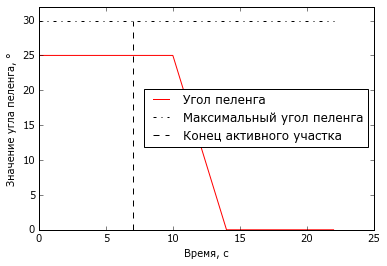 30
25
20
15
10
5
0
Значение угла пеленга, °
Угол пеленга
Максимальный угол пеленга
Конец активного участка
0 5 10 15 20 25
Время, с